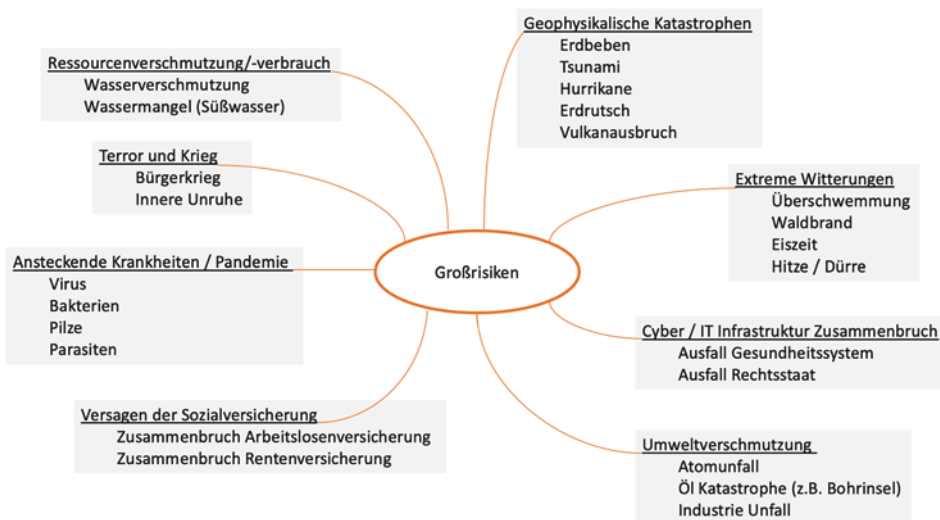 Geophysikalische Katastrophen
Erdbeben
Tsunami
Hurrikane
Erdrutsch
Vulkanausbruch
Ressourcenverschmutzung/-verbrauch
Wasserverschmutzung
Wassermangel (Süßwasser)
Terror und Krieg
Bürgerkrieg
Innere Unruhe
Extreme Witterungen
Überschwemmung
Waldbrand
Eiszeit
Hitze / Dürre
Ansteckende Krankheiten / Pandemie
Virus
Bakterien
Pilze
Parasiten
Großrisiken
Cyber / IT Infrastruktur Zusammenbruch
Ausfall Gesundheitssystem
Ausfall Rechtsstaat
Versagen der Sozialversicherung
Zusammenbruch Arbeitslosenversicherung
Zusammenbruch Rentenversicherung
Umweltverschmutzung
Atomunfall
Öl Katastrophe (z.B. Bohrinsel)
Industrie Unfall